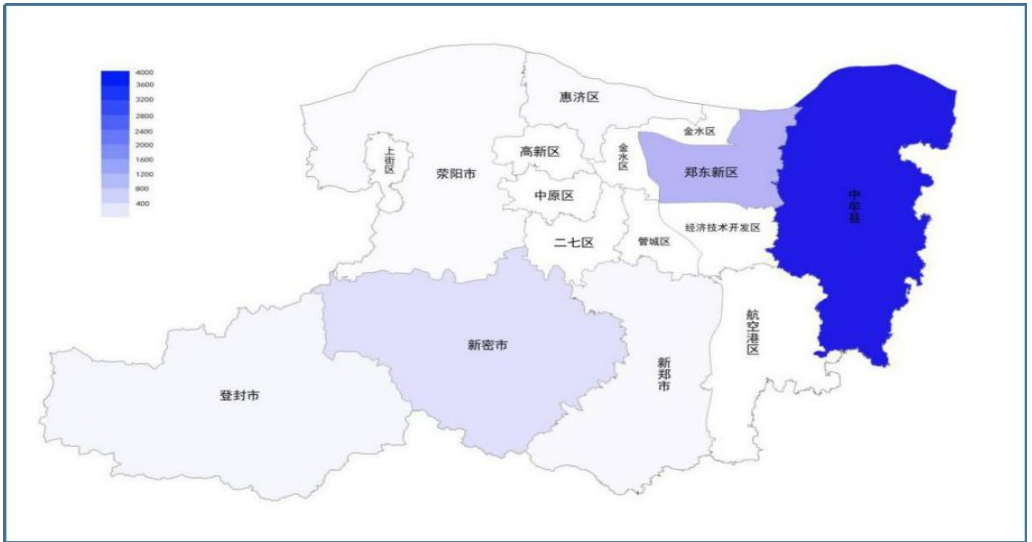 4000
3600
3200
2800
2400
2000
1600
1200
800
400
惠济区
金水区
上街区
高新区
金水区
荥阳市
郑东新区
中原区
中牟县
经济技术开发区
二七区
管城区
航空港区
新密市
新郑市
登封市